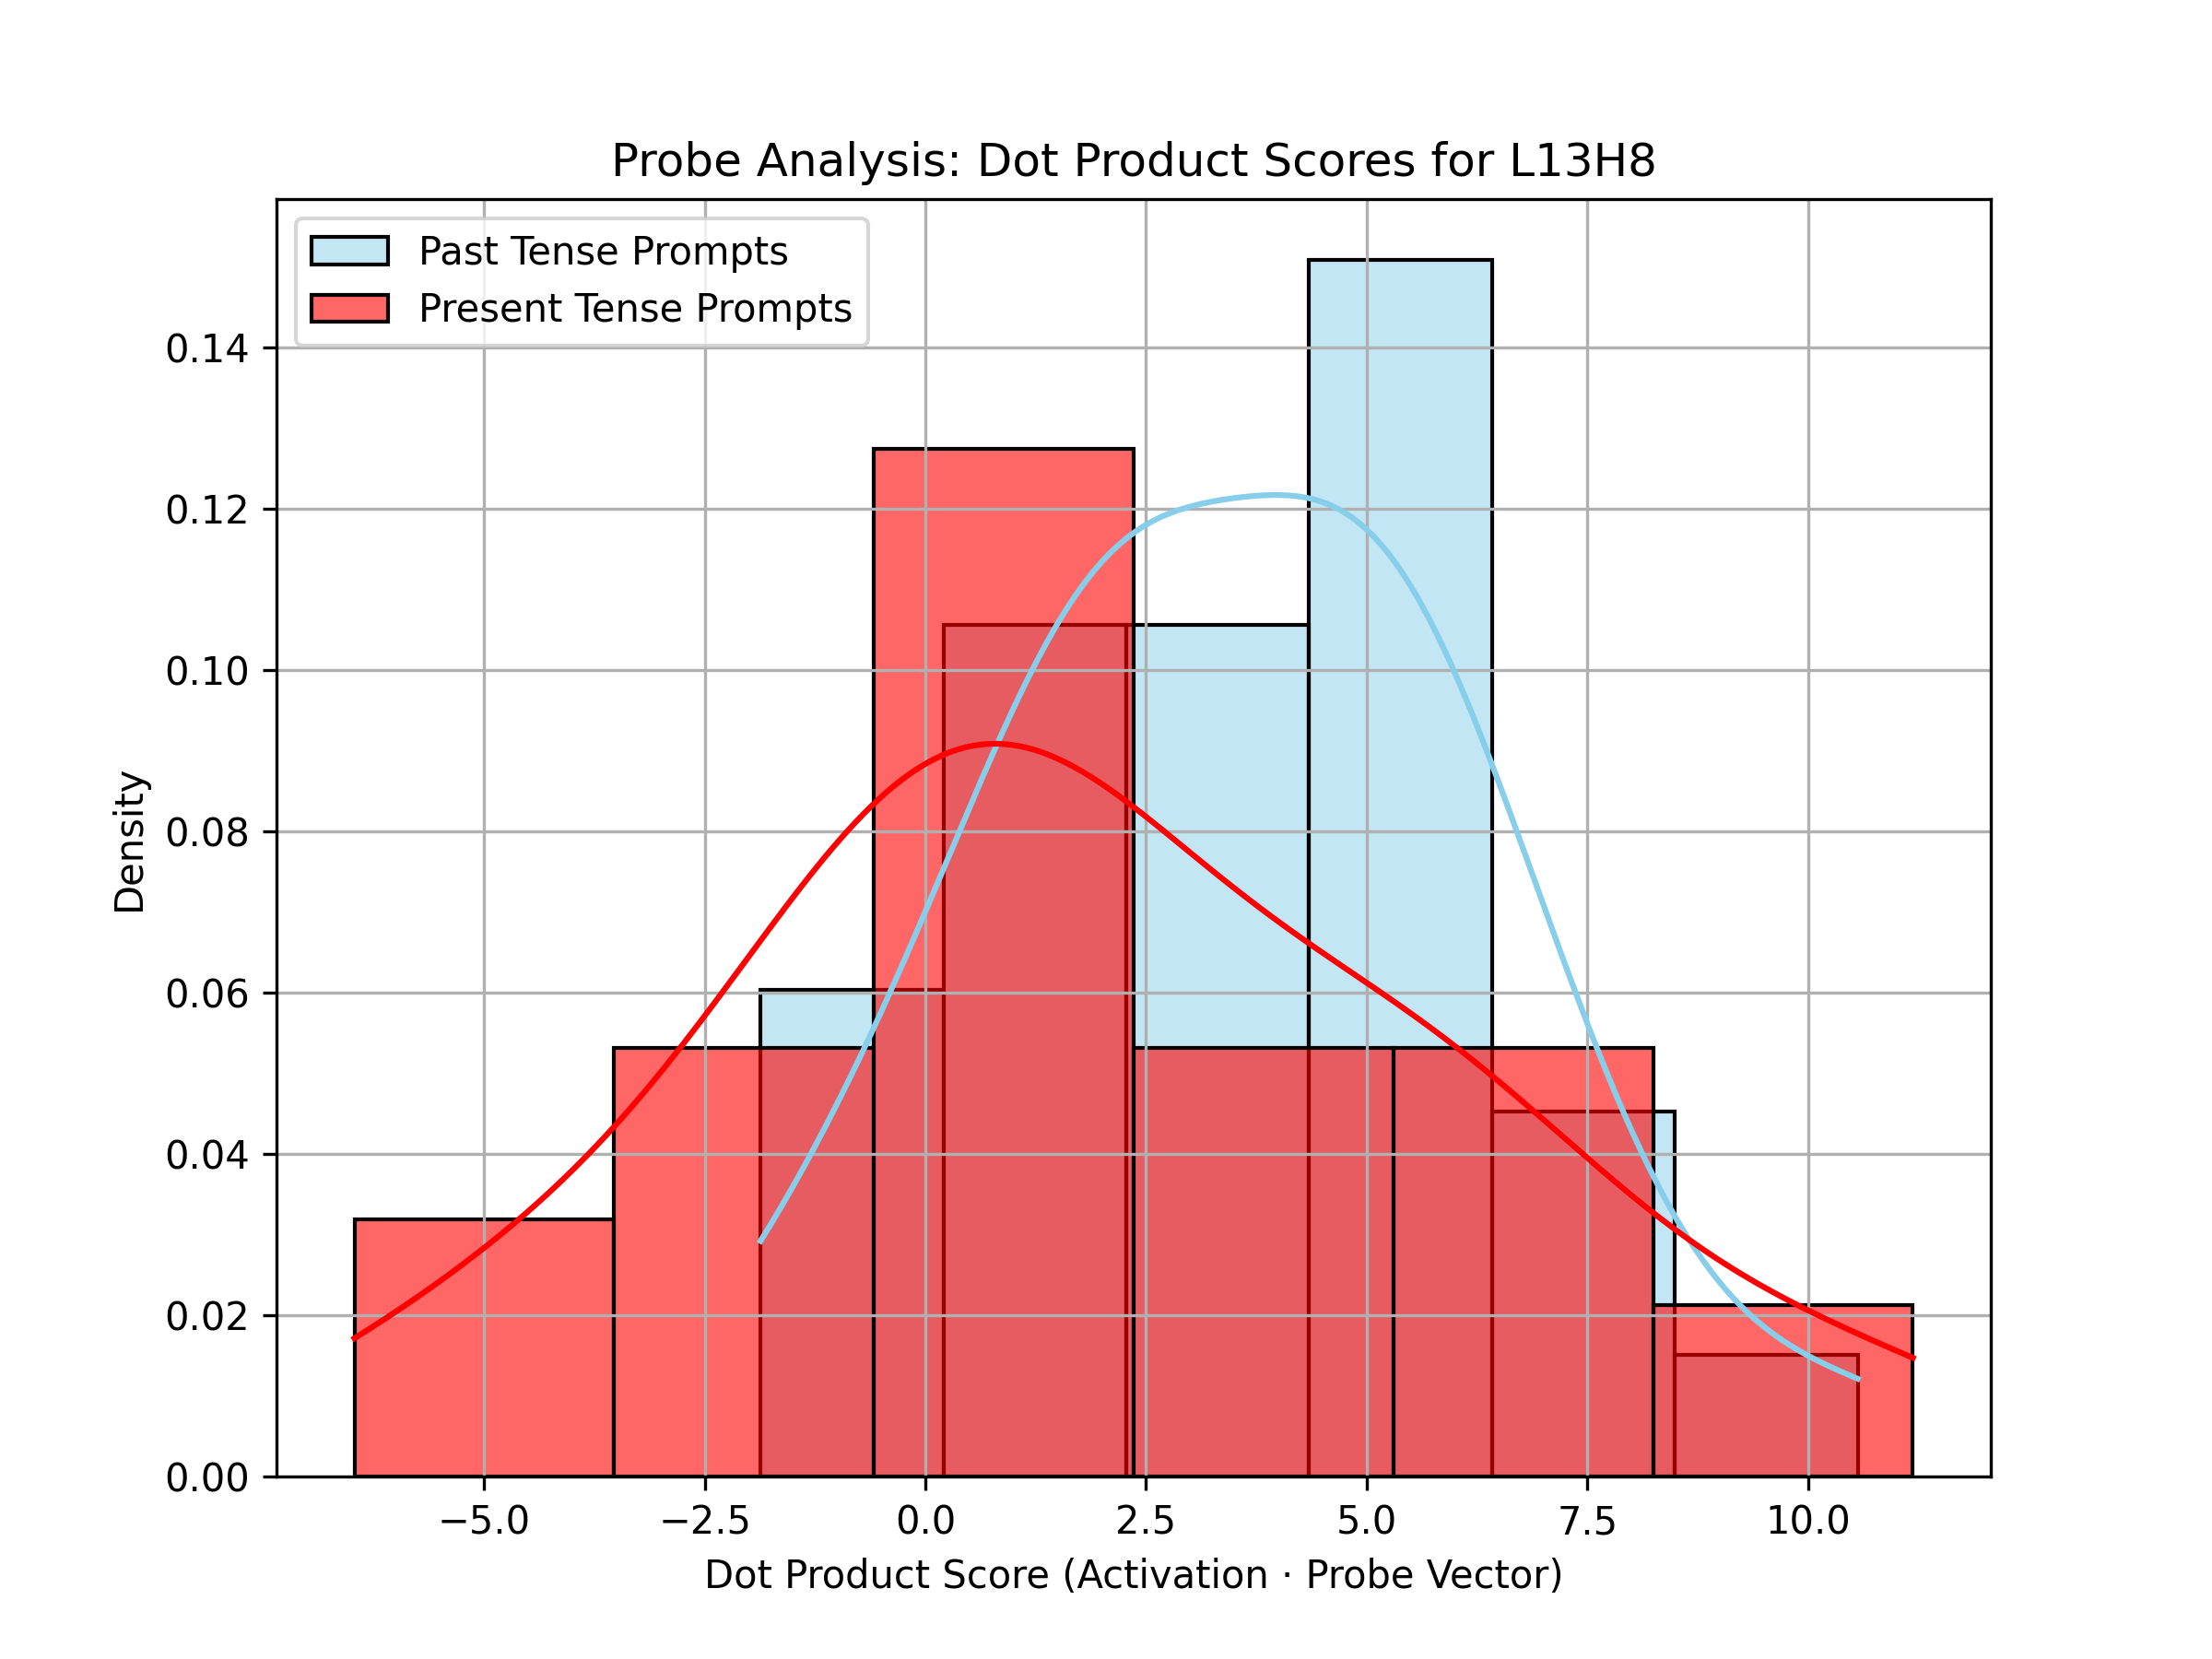 Probe Analysis: Dot Product Scores for L13H8
Past Tense Prompts
Present Tense Prompts
Density
0.14
0.12
0.10
0.08
0.06
0.04
0.02
0.00
−5.0 −2.5 0.0 2.5 5.0 7.5 10.0
Dot Product Score (Activation · Probe Vector)